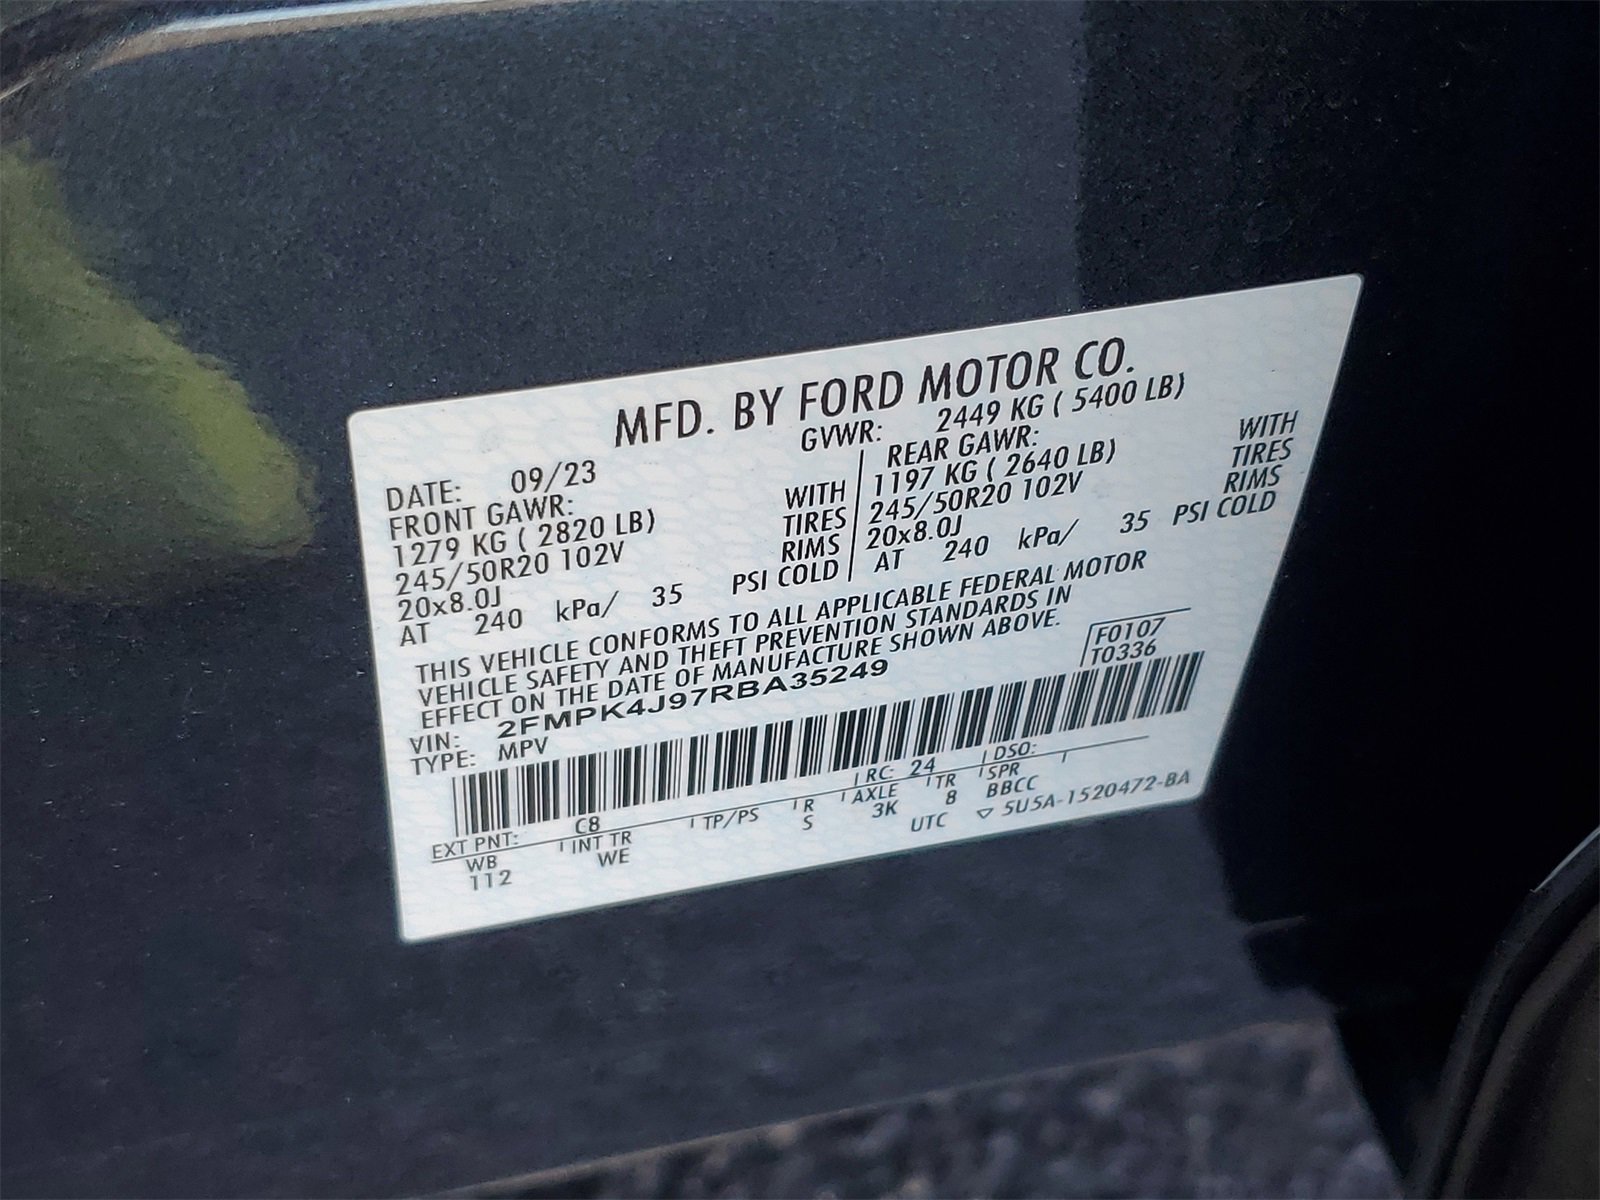 MFD. BY FORD MOTOR CO.
DATE: 09/23 GVWR: 2449 KG ( 5400 LB)
FRONT GAWR: REAR GAWR:
1279 KG ( 2820 LB) WITH 1197 KG ( 2640 LB) WITH
245/50R20 102V TIRES 245/50R20 102V TIRES
20x8.0J RIMS 20x8.0J RIMS
AT 240 kPa/ 35 PSI COLD AT 240 kPa/ 35 PSI COLD
THIS VEHICLE CONFORMS TO ALL APPLICABLE FEDERAL MOTOR
VEHICLE SAFETY AND THEFT PREVENTION STANDARDS IN
EFFECT ON THE DATE OF MANUFACTURE SHOWN ABOVE.
F0107
T0336
VIN: 2FMPK4J97RBA35249
TYPE: MPV
EXT PNT: C8 RC: 24 DSO:
WB INT TR TP/PS R AXLE TR SPR
112 WE S 3K 8 BBCC
UTC ▽ 5U5A-1520472-BA